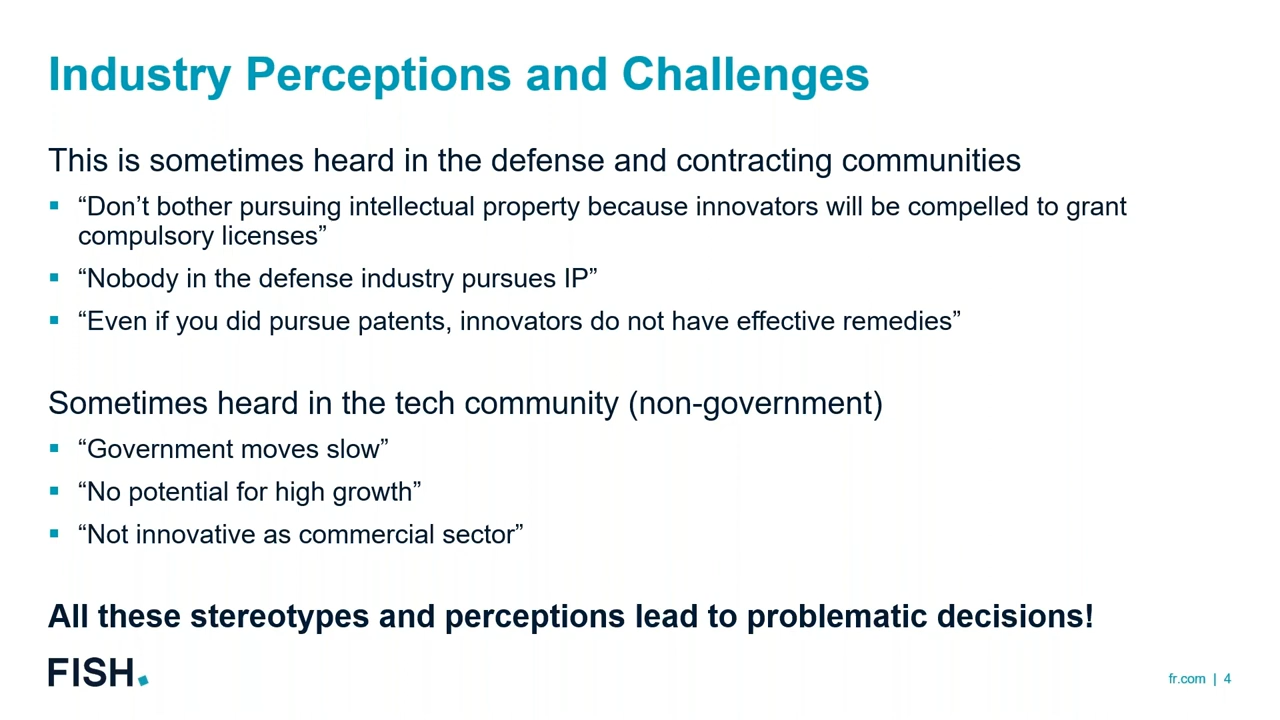 Industry Perceptions and Challenges
This is sometimes heard in the defense and contracting communities
▪ “Don’t bother pursuing intellectual property because innovators will be compelled to grant
compulsory licenses”
▪ “Nobody in the defense industry pursues IP”
▪ “Even if you did pursue patents, innovators do not have effective remedies”
Sometimes heard in the tech community (non-government)
▪ “Government moves slow”
▪ “No potential for high growth”
▪ “Not innovative as commercial sector”
All these stereotypes and perceptions lead to problematic decisions!
FISH.
fr.com | 4